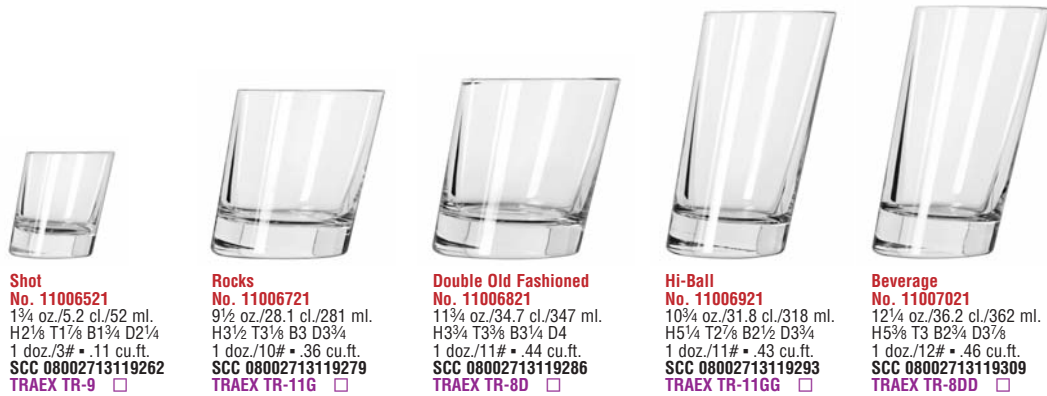 Shot
No. 11006521
1¾ oz./5.2 cl./52 ml.
H2⅛ T1⅞ B1¾ D2¼
1 doz./3# ▪ .11 cu.ft.
SCC 08002713119262
TRAEX TR-9 □
Rocks
No. 11006721
9½ oz./28.1 cl./281 ml.
H3½ T3⅛ B3 D3¾
1 doz./10# ▪ .36 cu.ft.
SCC 08002713119279
TRAEX TR-11G □
Double Old Fashioned
No. 11006821
11¾ oz./34.7 cl./347 ml.
H3¾ T3⅜ B3¼ D4
1 doz./11# ▪ .44 cu.ft.
SCC 08002713119286
TRAEX TR-8D □
Hi-Ball
No. 11006921
10¾ oz./31.8 cl./318 ml.
H5¼ T2⅞ B2½ D3¾
1 doz./11# ▪ .43 cu.ft.
SCC 08002713119293
TRAEX TR-11GG □
Beverage
No. 11007021
12¼ oz./36.2 cl./362 ml.
H5⅝ T3 B2¾ D3⅞
1 doz./12# ▪ .46 cu.ft.
SCC 08002713119309
TRAEX TR-8DD □